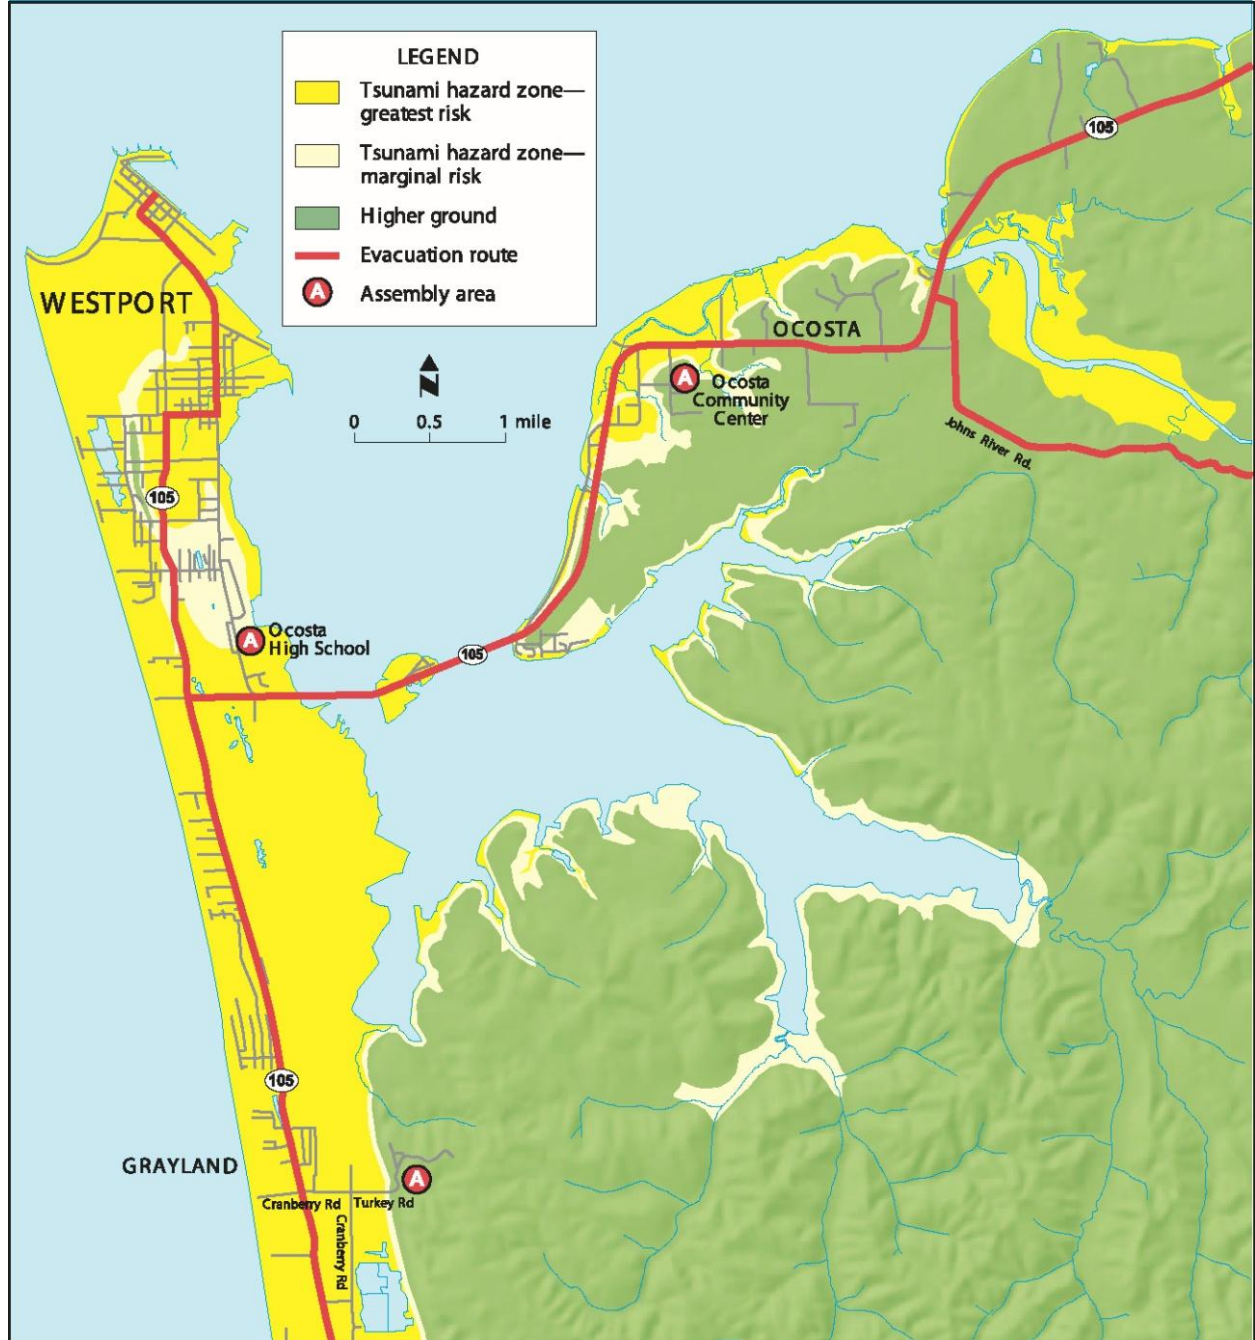 LEGEND
Tsunami hazard zone—
greatest risk
Tsunami hazard zone—
marginal risk
Higher ground
Evacuation route
A Assembly area
105
WESTPORT
N
0 0.5 1 mile
OCOSTA
A Ocosta
Community
Center
Johns River Rd.
105
A Ocosta
High School
105
105
GRAYLAND
A
Cranberry Rd
Turkey Rd
Cranberry Rd